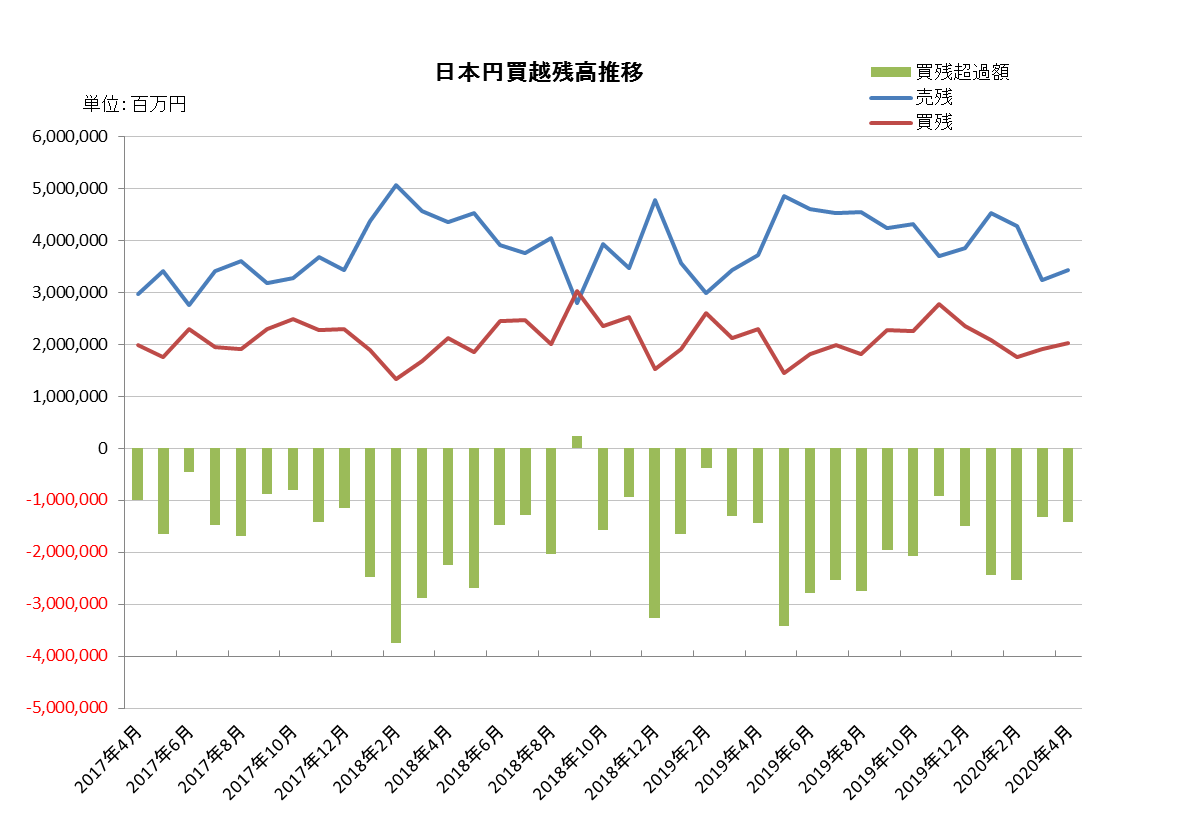 日本円買越残高推移
買残超過額
売残
買残
単位: 百万円
6,000,000
5,000,000
4,000,000
3,000,000
2,000,000
1,000,000
0
-1,000,000
-2,000,000
-3,000,000
-4,000,000
-5,000,000
2017年4月
2017年6月
2017年8月
2017年10月
2017年12月
2018年2月
2018年4月
2018年6月
2018年8月
2018年10月
2018年12月
2019年2月
2019年4月
2019年6月
2019年8月
2019年10月
2019年12月
2020年2月
2020年4月